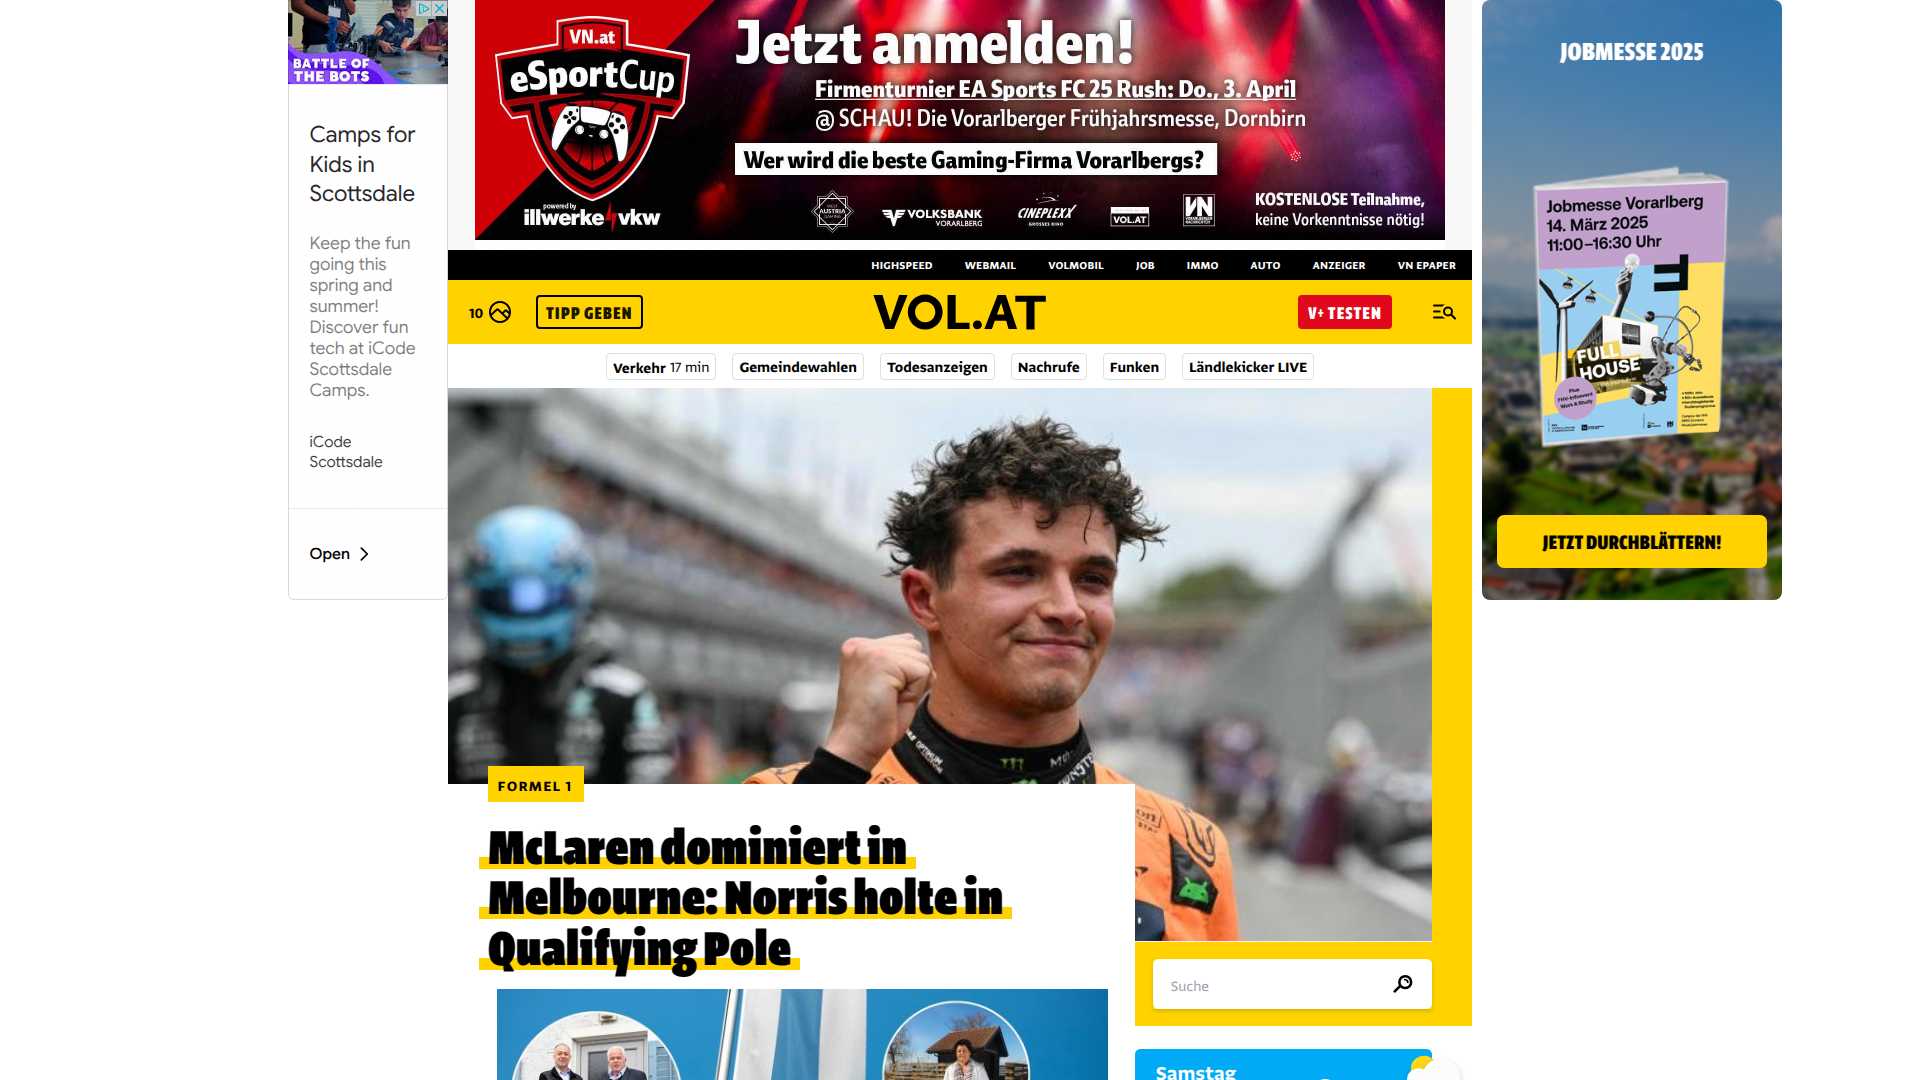 BATTLE OF
THE BOTS
Camps for
Kids in
Scottsdale
Keep the fun
going this
spring and
summer!
Discover fun
tech at iCode
Scottsdale
Camps.
iCode
Scottsdale
Open
VN.at
eSportCup
powered by
illwerke vkw
Jetzt anmelden!
Firmenturnier EA Sports FC 25 Rush: Do., 3. April
@ SCHAU! Die Vorarlberger Frühjahrsmesse, Dornbirn
Wer wird die beste Gaming-Firma Vorarlbergs?
AUSTRIA
VOLKSBANK
VORARLBERG
CINEPLEXX
VOL.AT
VN
KOSTENLOSE Teilnahme,
keine Vorkenntnisse nötig!
HIGHSPEED WEBMAIL VOLMOBIL JOB IMMO AUTO ANZEIGER VN EPAPER
10 TIPP GEBEN VOL.AT V+ TESTEN
Verkehr 17 min Gemeindewahlen Todesanzeigen Nachrufe Funken Ländlekicker LIVE
FORMEL 1
McLaren dominiert in
Melbourne: Norris holte in
Qualifying Pole
Suche
Samstag
JOBMESSE 2025
Jobmesse Vorarlberg
14. März 2025
11:00–16:30 Uhr
FULL
HOUSE
JETZT DURCHBLÄTTERN!